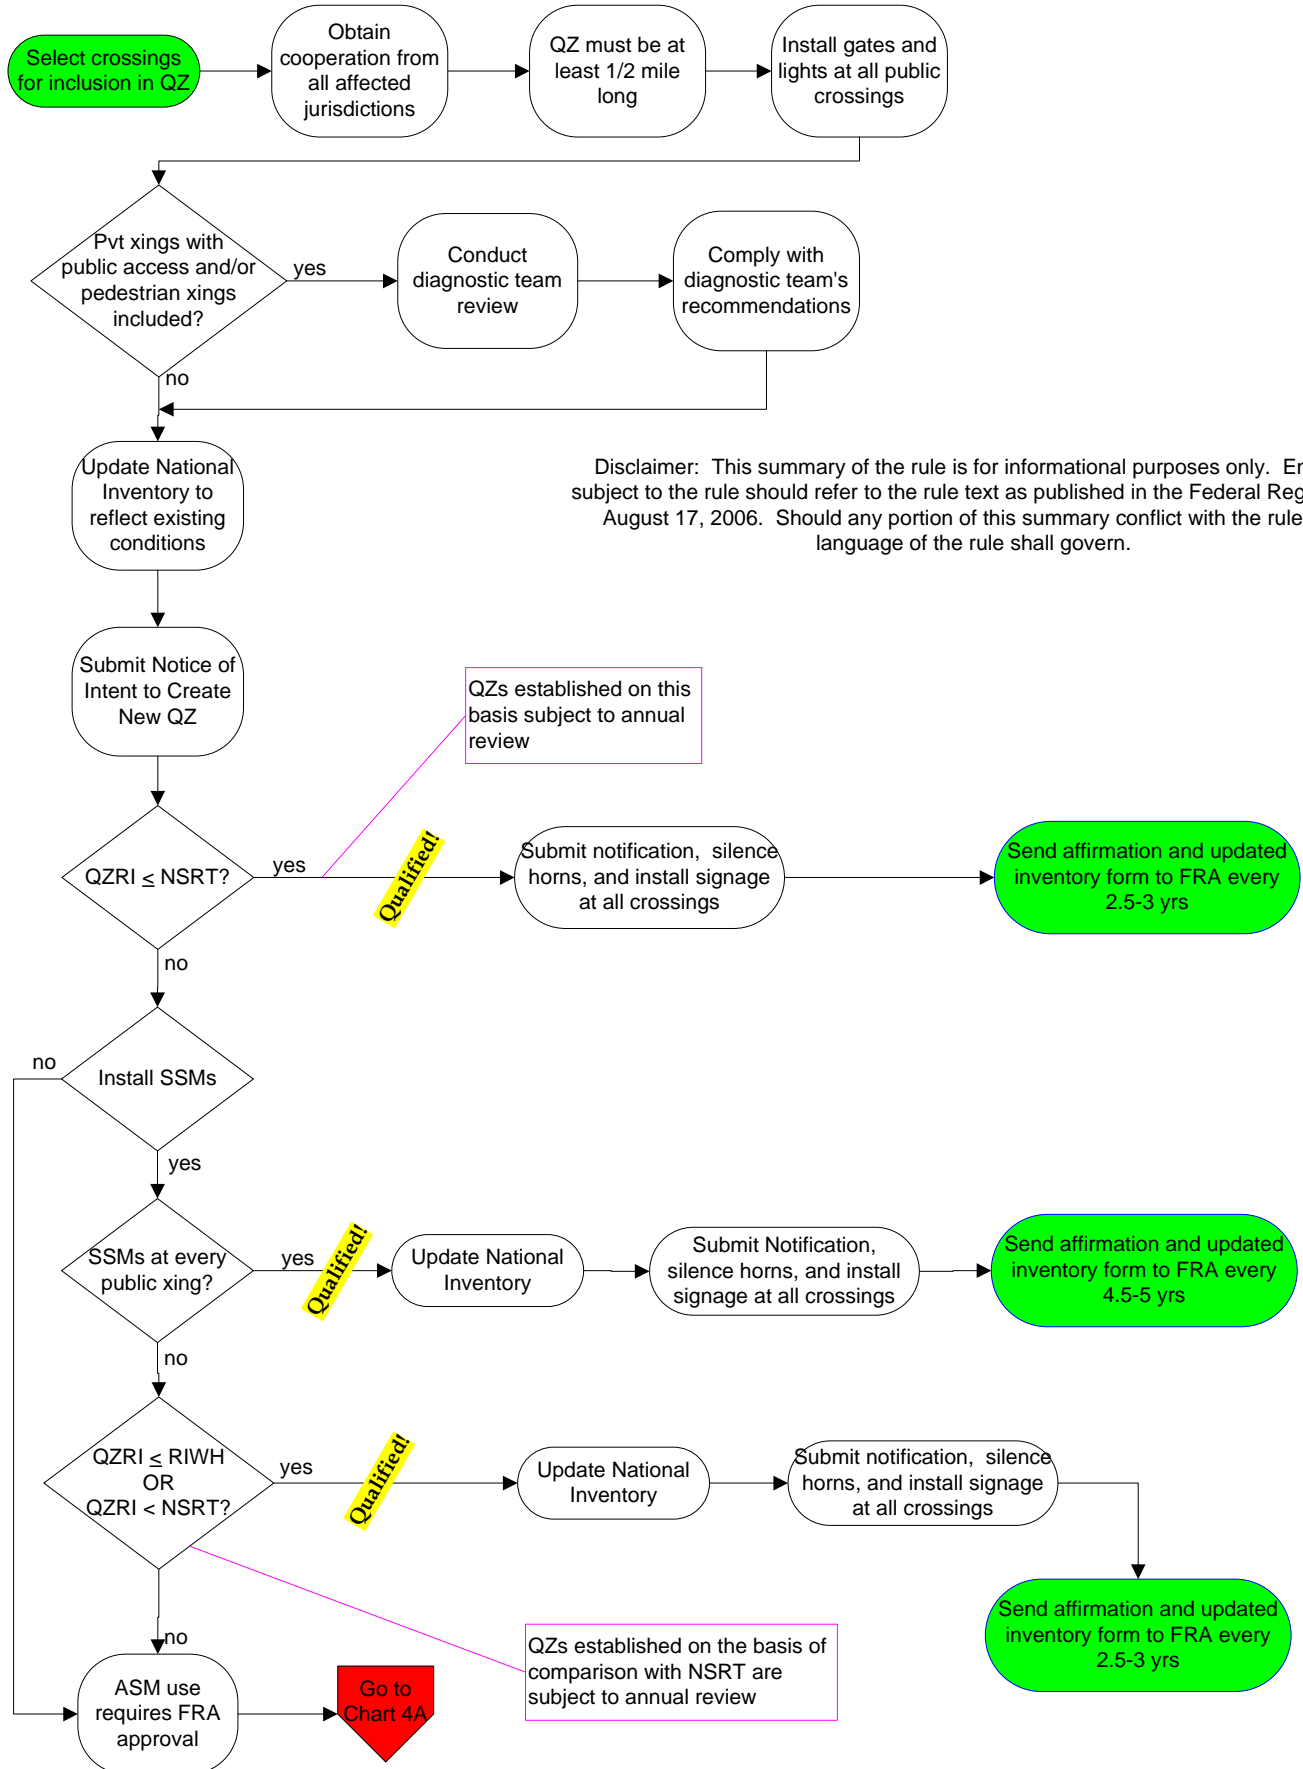 Select crossings
for inclusion in QZ
Obtain
cooperation from
all affected
jurisdictions
QZ must be at
least 1/2 mile
long
Install gates and
lights at all public
crossings
Pvt xings with
public access and/or
pedestrian xings
included?
yes
Conduct
diagnostic team
review
Comply with
diagnostic team's
recommendations
no
Update National
Inventory to
reflect existing
conditions
Disclaimer: This summary of the rule is for informational purposes only.
subject to the rule should refer to the rule text as published in the Federal
August 17, 2006. Should any portion of this summary conflict with the rule
language of the rule shall govern.
Submit Notice of
Intent to Create
New QZ
QZs established on this
basis subject to annual
review
QZRI ≤ NSRT?
yes
Qualified!
Submit notification, silence
horns, and install signage
at all crossings
Send affirmation and updated
inventory form to FRA every
2.5-3 yrs
no
Install SSMs
no
yes
SSMs at every
public xing?
yes
Qualified!
Update National
Inventory
Submit Notification,
silence horns, and install
signage at all crossings
Send affirmation and updated
inventory form to FRA every
4.5-5 yrs
no
QZRI ≤ RIWH
OR
QZRI < NSRT?
yes
Qualified!
Update National
Inventory
Submit notification, silence
horns, and install signage
at all crossings
Send affirmation and updated
inventory form to FRA every
2.5-3 yrs
no
QZs established on the basis of
comparison with NSRT are
subject to annual review
ASM use
requires FRA
approval
Go to
Chart 4A